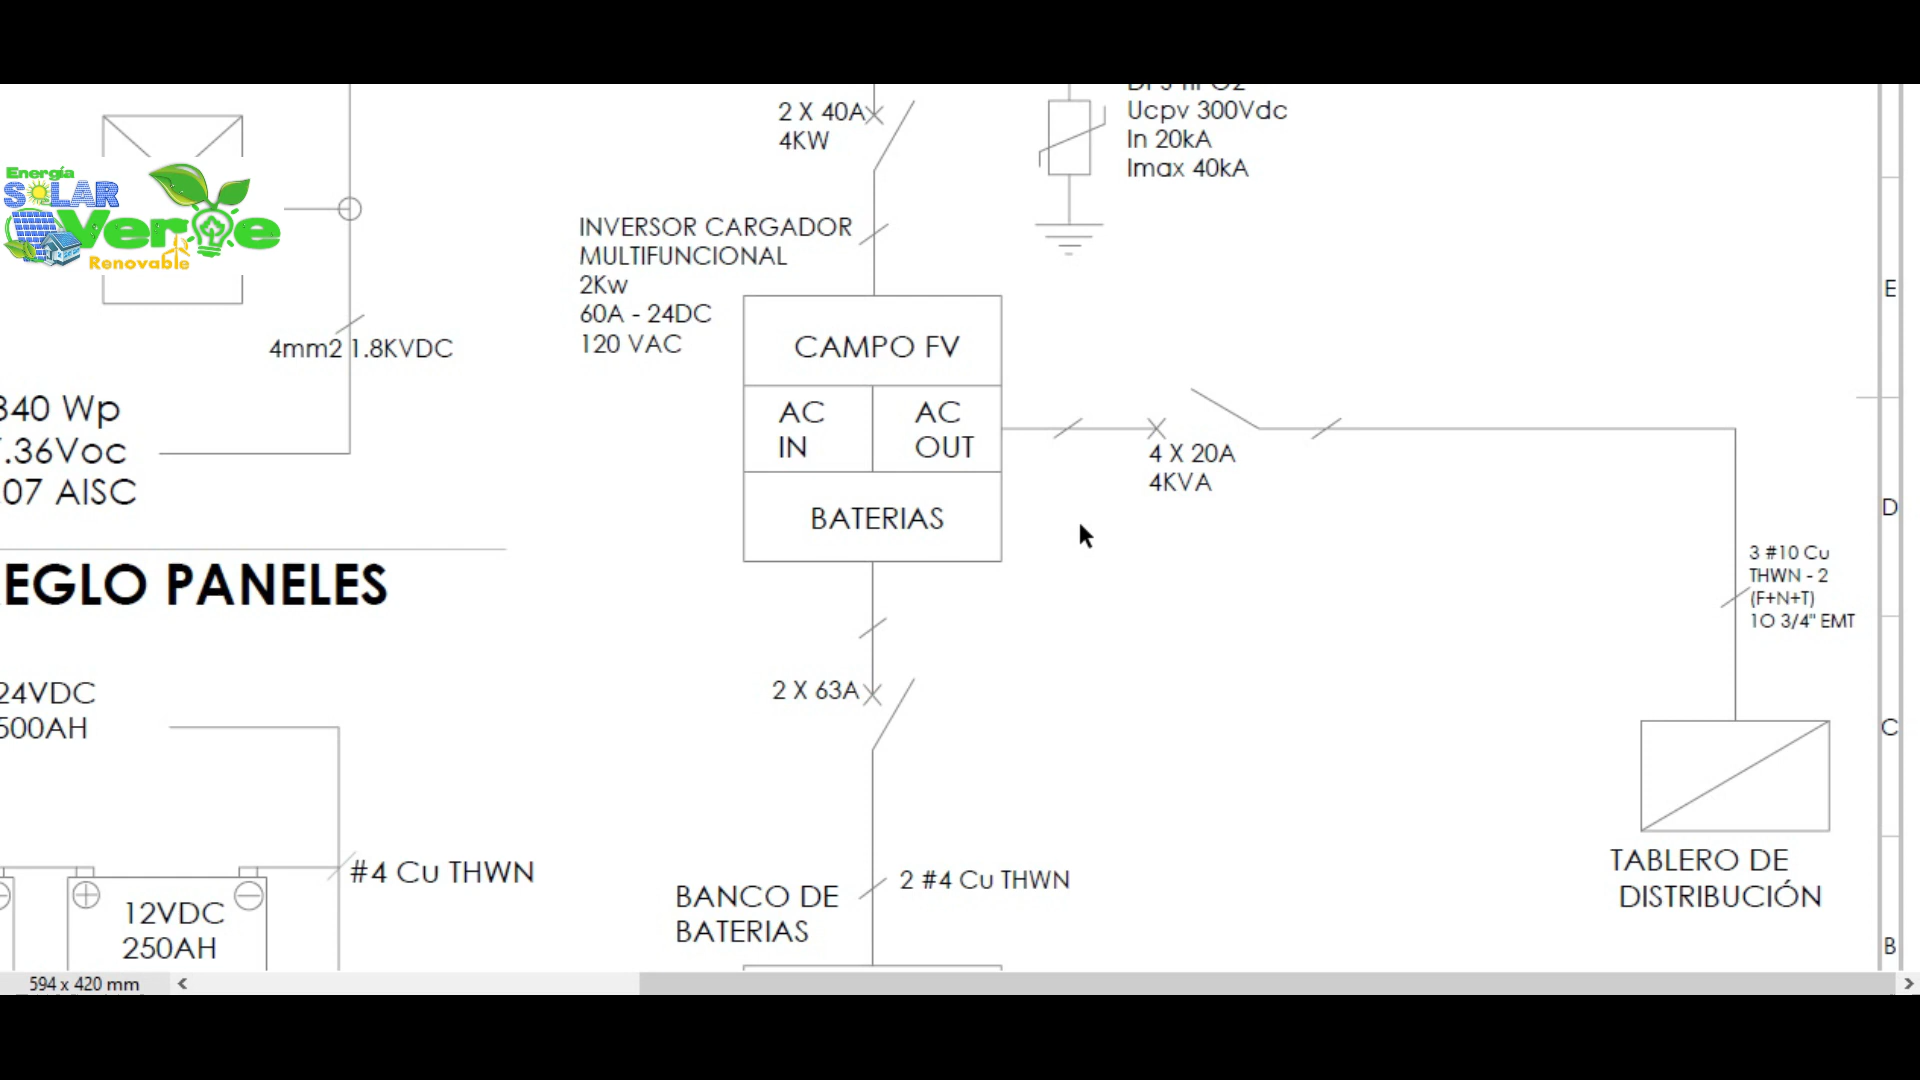 DPS TIPO2
Ucpv 300Vdc
In 20kA
Imax 40kA
2 X 40A
4KW
Energía
SOLAR
Verde
Renovable
INVERSOR CARGADOR
MULTIFUNCIONAL
2Kw
60A - 24DC
120 VAC
4mm2 1.8KVDC
CAMPO FV
AC
IN
AC
OUT
BATERIAS
4 X 20A
4KVA
340 Wp
.36Voc
07 AISC
EGLO PANELES
3 #10 Cu
THWN - 2
(F+N+T)
1O 3/4" EMT
2 X 63A
24VDC
500AH
#4 Cu THWN
12VDC
250AH
BANCO DE
BATERIAS
2 #4 Cu THWN
TABLERO DE
DISTRIBUCIÓN
E
D
C
B
594 x 420 mm